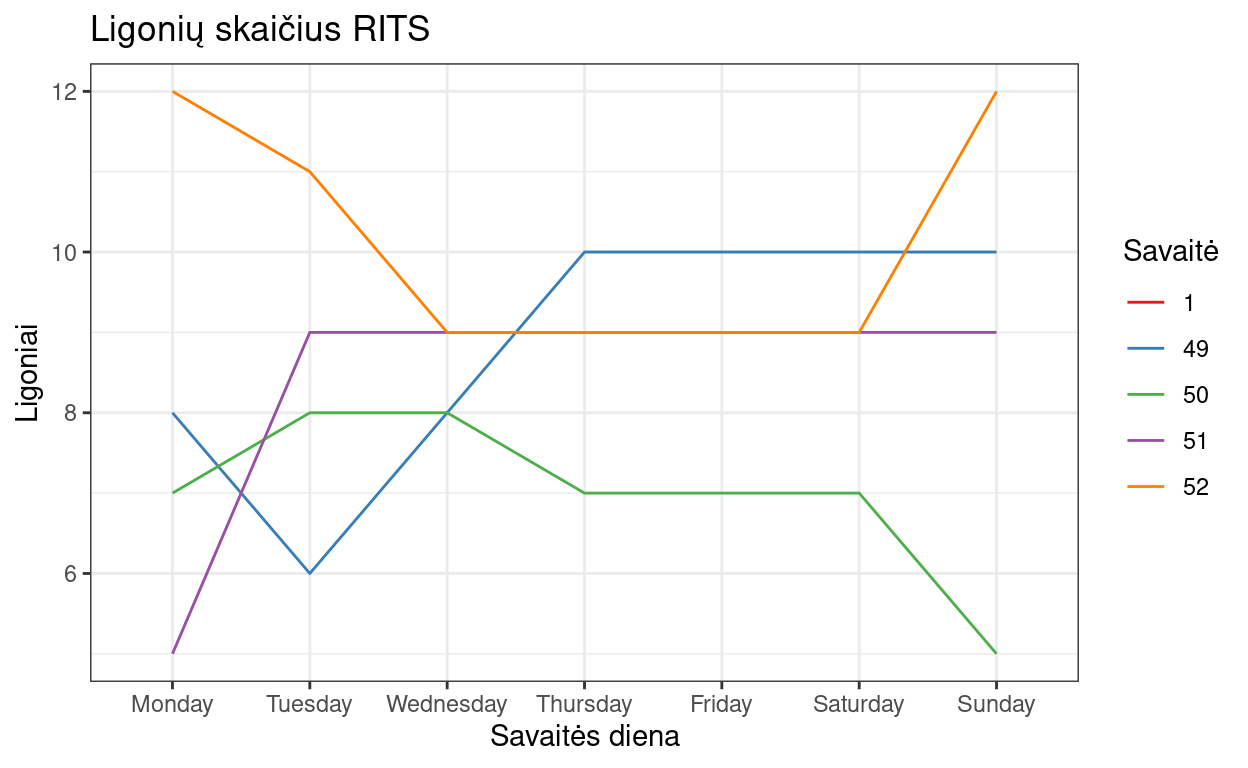 Ligonių skaičius RITS
12
10
8
6
Ligoniai
Monday Tuesday Wednesday Thursday Friday Saturday Sunday
Savaitės diena
Savaitė
1
49
50
51
52